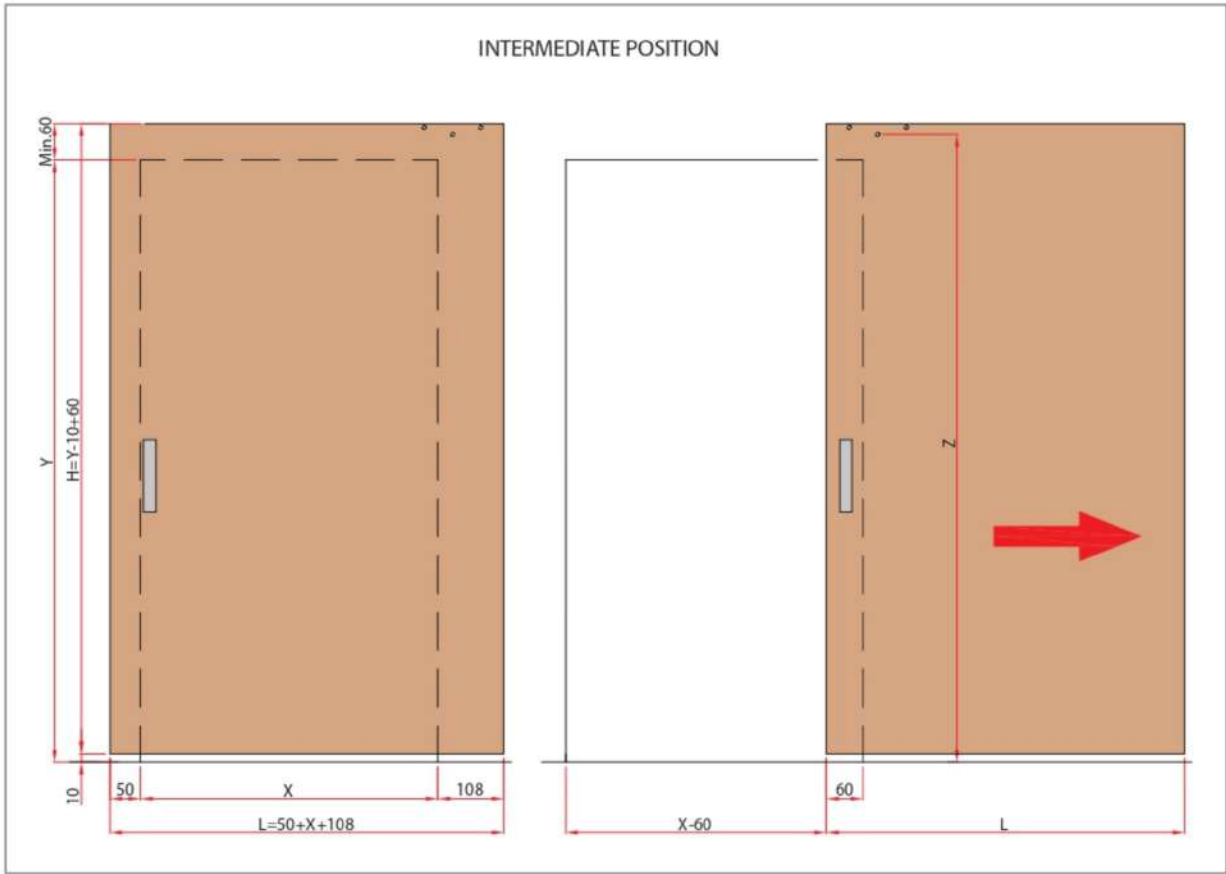 INTERMEDIATE POSITION
Min.60
Y
H=Y-10+60
Z
10
50
X
108
60
L=50+X+108
X-60
L